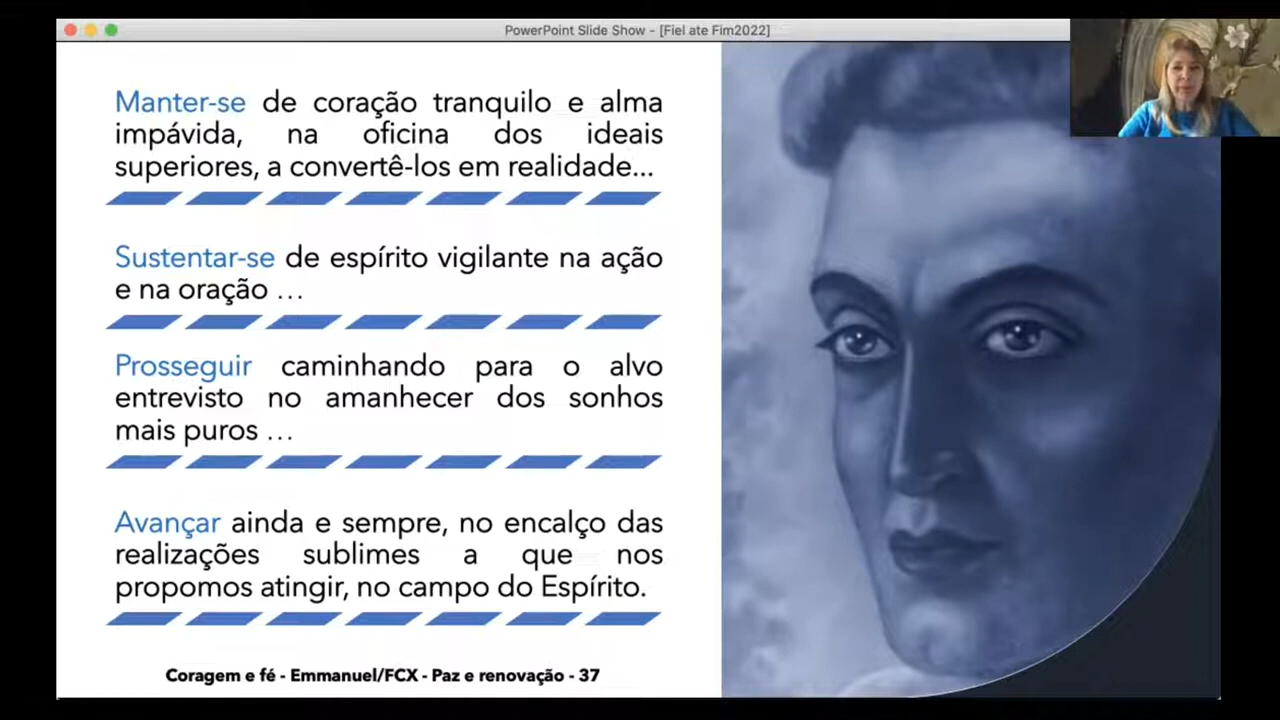 PowerPoint Slide Show - [Fiel ate Fim2022]
Manter-se de coração tranquilo e alma
impávida, na oficina dos ideais
superiores, a convertê-los em realidade...
Sustentar-se de espírito vigilante na ação
e na oração ...
Prosseguir caminhando para o alvo
entrevisto no amanhecer dos sonhos
mais puros ...
Avançar ainda e sempre, no encalço das
realizações sublimes a que nos
propomos atingir, no campo do Espírito.
Coragem e fé - Emmanuel/FCX - Paz e renovação - 37